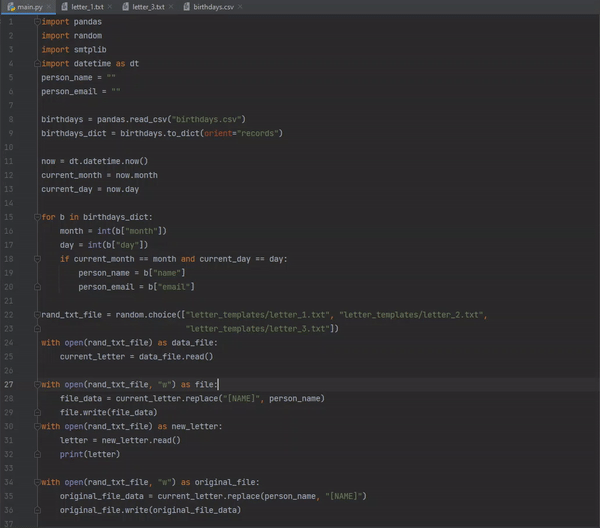 main.py letter_1.txt letter_3.txt birthdays.csv
1 import pandas
2 import random
3 import smtplib
4 import datetime as dt
5 person_name = ""
6 person_email = ""
7
8 birthdays = pandas.read_csv("birthdays.csv")
9 birthdays_dict = birthdays.to_dict(orient="records")
10
11 now = dt.datetime.now()
12 current_month = now.month
13 current_day = now.day
14
15 for b in birthdays_dict:
16     month = int(b["month"])
17     day = int(b["day"])
18     if current_month == month and current_day == day:
19         person_name = b["name"]
20         person_email = b["email"]
21
22 rand_txt_file = random.choice(["letter_templates/letter_1.txt", "letter_templates/letter_2.txt",
23                                "letter_templates/letter_3.txt"])
24 with open(rand_txt_file) as data_file:
25     current_letter = data_file.read()
26
27 with open(rand_txt_file, "w") as file:
28     file_data = current_letter.replace("[NAME]", person_name)
29     file.write(file_data)
30 with open(rand_txt_file) as new_letter:
31     letter = new_letter.read()
32     print(letter)
33
34 with open(rand_txt_file, "w") as original_file:
35     original_file_data = current_letter.replace(person_name, "[NAME]")
36     original_file.write(original_file_data)
37